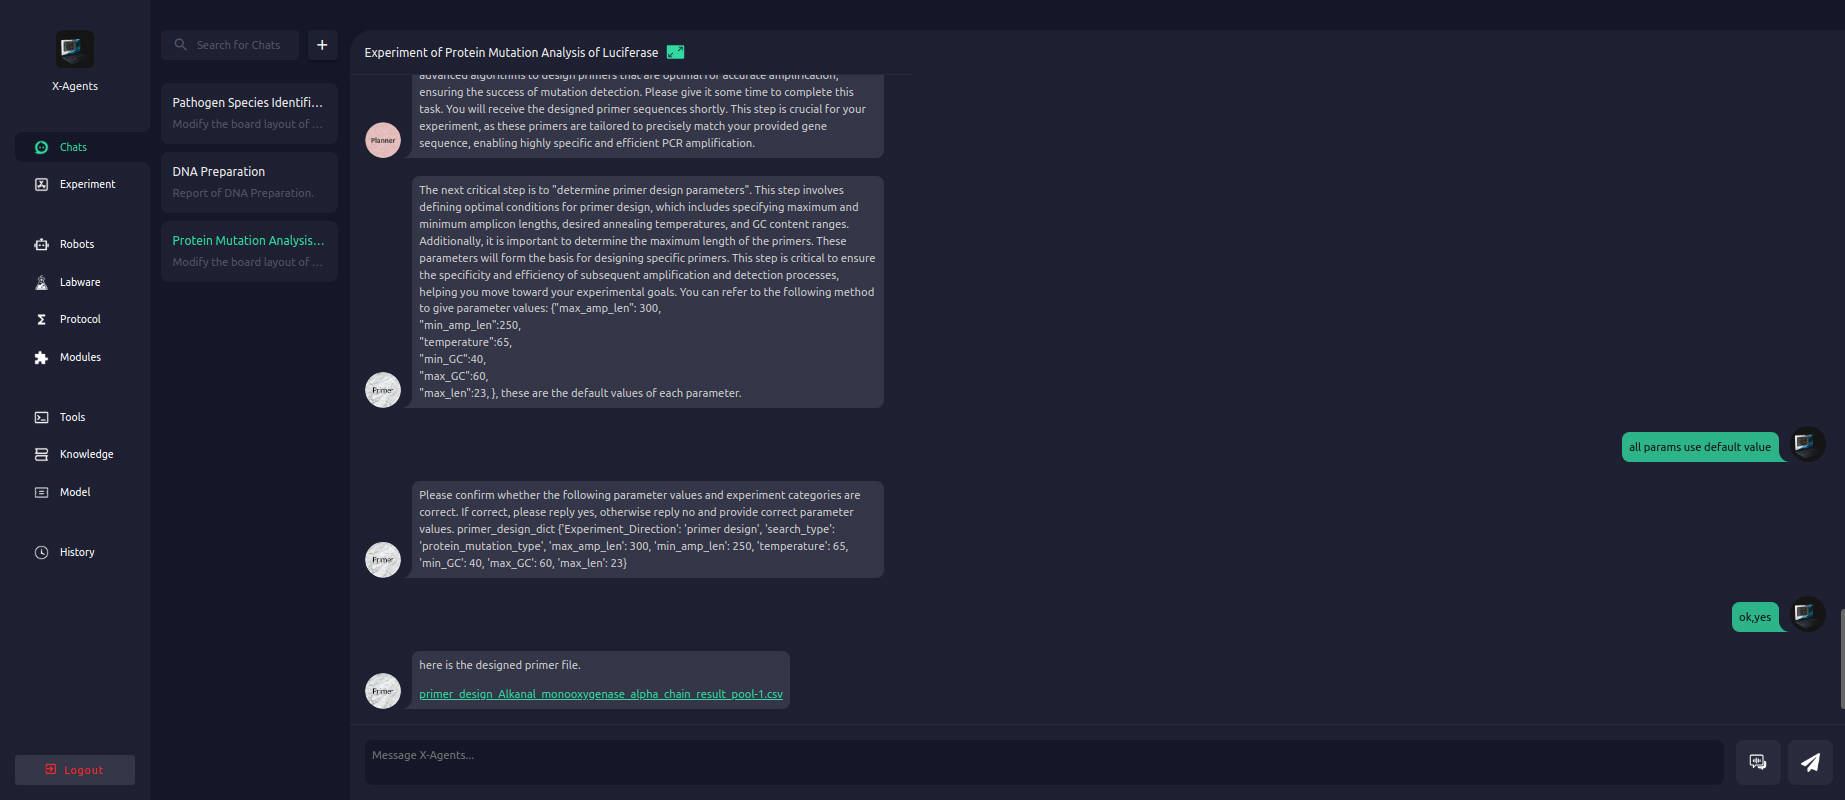 X-Agents
Chats
Experiment
Robots
Labware
Protocol
Modules
Tools
Knowledge
Model
History
Logout
Search for Chats
+
Pathogen Species Identifi...
Modify the board layout of ...
DNA Preparation
Report of DNA Preparation.
Protein Mutation Analysis...
Modify the board layout of ...
Experiment of Protein Mutation Analysis of Luciferase
advanced algorithms to design primers that are optimal for accurate amplification,
ensuring the success of mutation detection. Please give it some time to complete this
task. You will receive the designed primer sequences shortly. This step is crucial for your
experiment, as these primers are tailored to precisely match your provided gene
sequence, enabling highly specific and efficient PCR amplification.
Planner
The next critical step is to "determine primer design parameters". This step involves
defining optimal conditions for primer design, which includes specifying maximum and
minimum amplicon lengths, desired annealing temperatures, and GC content ranges.
Additionally, it is important to determine the maximum length of the primers. These
parameters will form the basis for designing specific primers. This step is critical to ensure
the specificity and efficiency of subsequent amplification and detection processes,
helping you move toward your experimental goals. You can refer to the following method
to give parameter values: {"max_amp_len": 300,
"min_amp_len":250,
"temperature":65,
"min_GC":40,
"max_GC":60,
"max_len":23, }, these are the default values of each parameter.
Primer
all params use default value
Please confirm whether the following parameter values and experiment categories are
correct. If correct, please reply yes, otherwise reply no and provide correct parameter
values. primer_design_dict {'Experiment_Direction': 'primer design', 'search_type':
'protein_mutation_type', 'max_amp_len': 300, 'min_amp_len': 250, 'temperature': 65,
'min_GC': 40, 'max_GC': 60, 'max_len': 23}
Primer
ok,yes
here is the designed primer file.
primer_design_Alkanal_monooxygenase_alpha_chain_result_pool-1.csv
Primer
Message X-Agents...